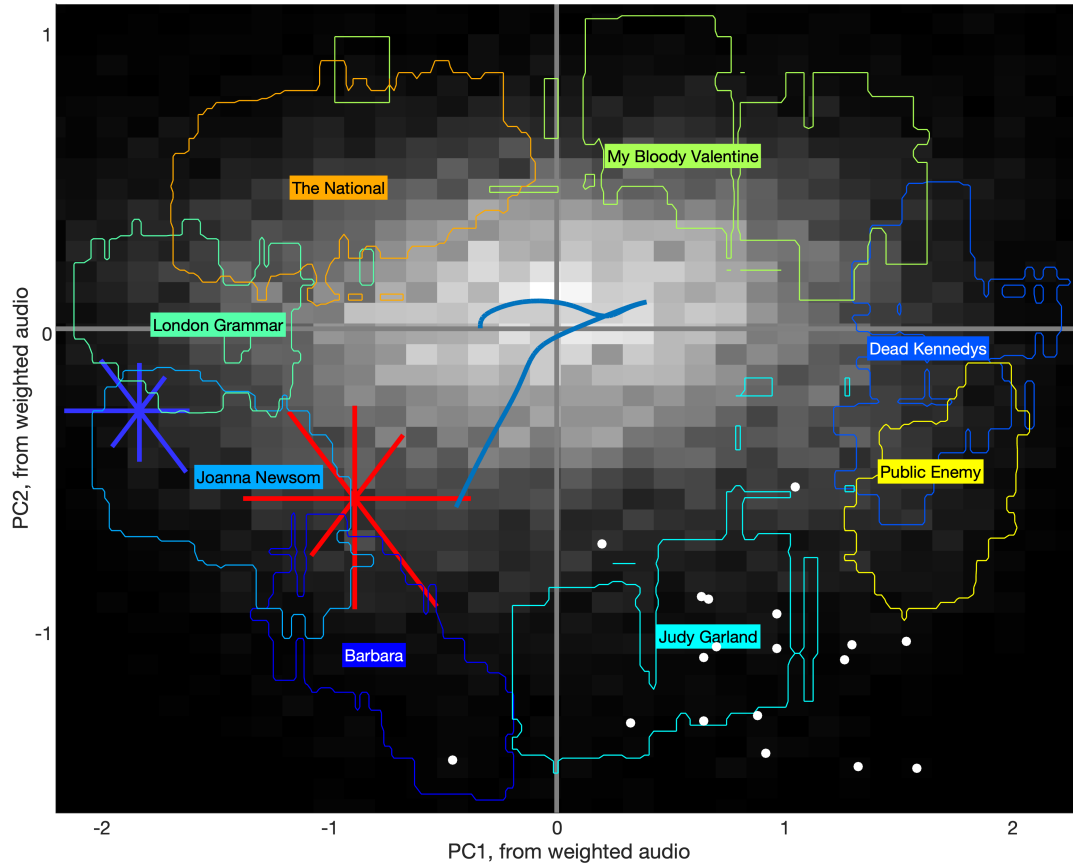 1
My Bloody Valentine
The National
London Grammar
0
Dead Kennedys
Public Enemy
Joanna Newsom
-1
Judy Garland
Barbara
-2
-1
0
1
2
PC1, from weighted audio
PC2, from weighted audio